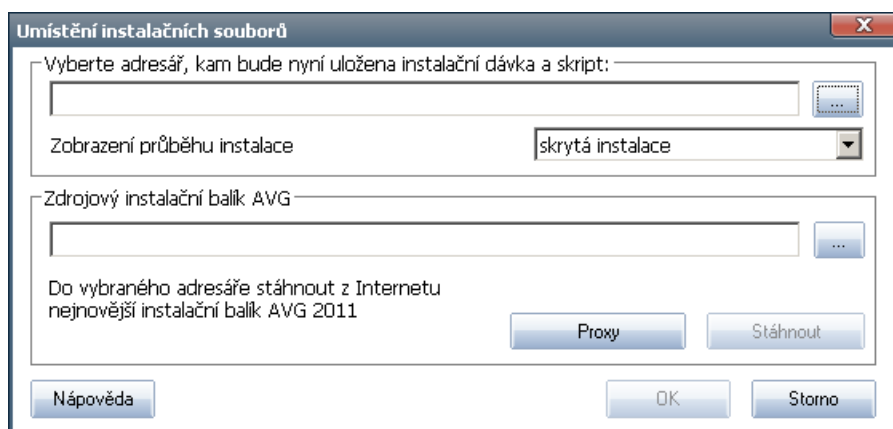 Umístění instalačních souborů
Vyberte adresář, kam bude nyní uložena instalační dávka a skript:
...
Zobrazení průběhu instalace
skrytá instalace
Zdrojový instalační balík AVG
...
Do vybraného adresáře stáhnout z Internetu
nejnovější instalační balík AVG 2011
Proxy
Stáhnout
Nápověda
OK
Storno